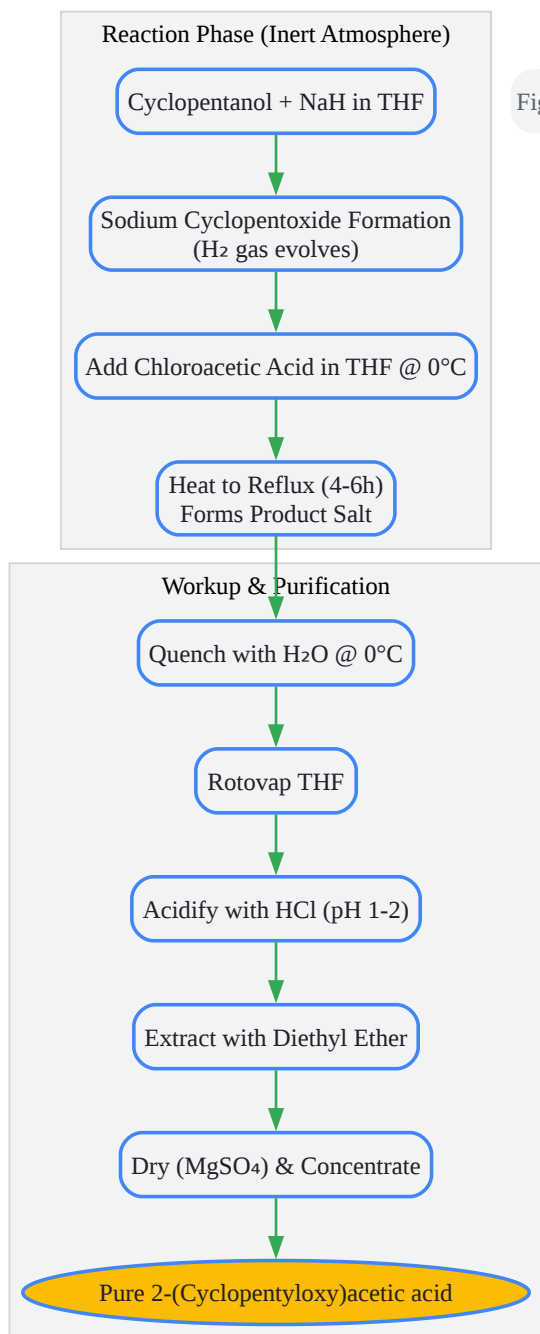 Reaction Phase (Inert Atmosphere)
Cyclopentanol + NaH in THF
Sodium Cyclopentoxide Formation
(H₂ gas evolves)
Add Chloroacetic Acid in THF @ 0°C
Heat to Reflux (4-6h)
Forms Product Salt
Workup & Purification
Quench with H₂O @ 0°C
Rotovap THF
Acidify with HCl (pH 1-2)
Extract with Diethyl Ether
Dry (MgSO₄) & Concentrate
Pure 2-(Cyclopentyloxy)acetic acid